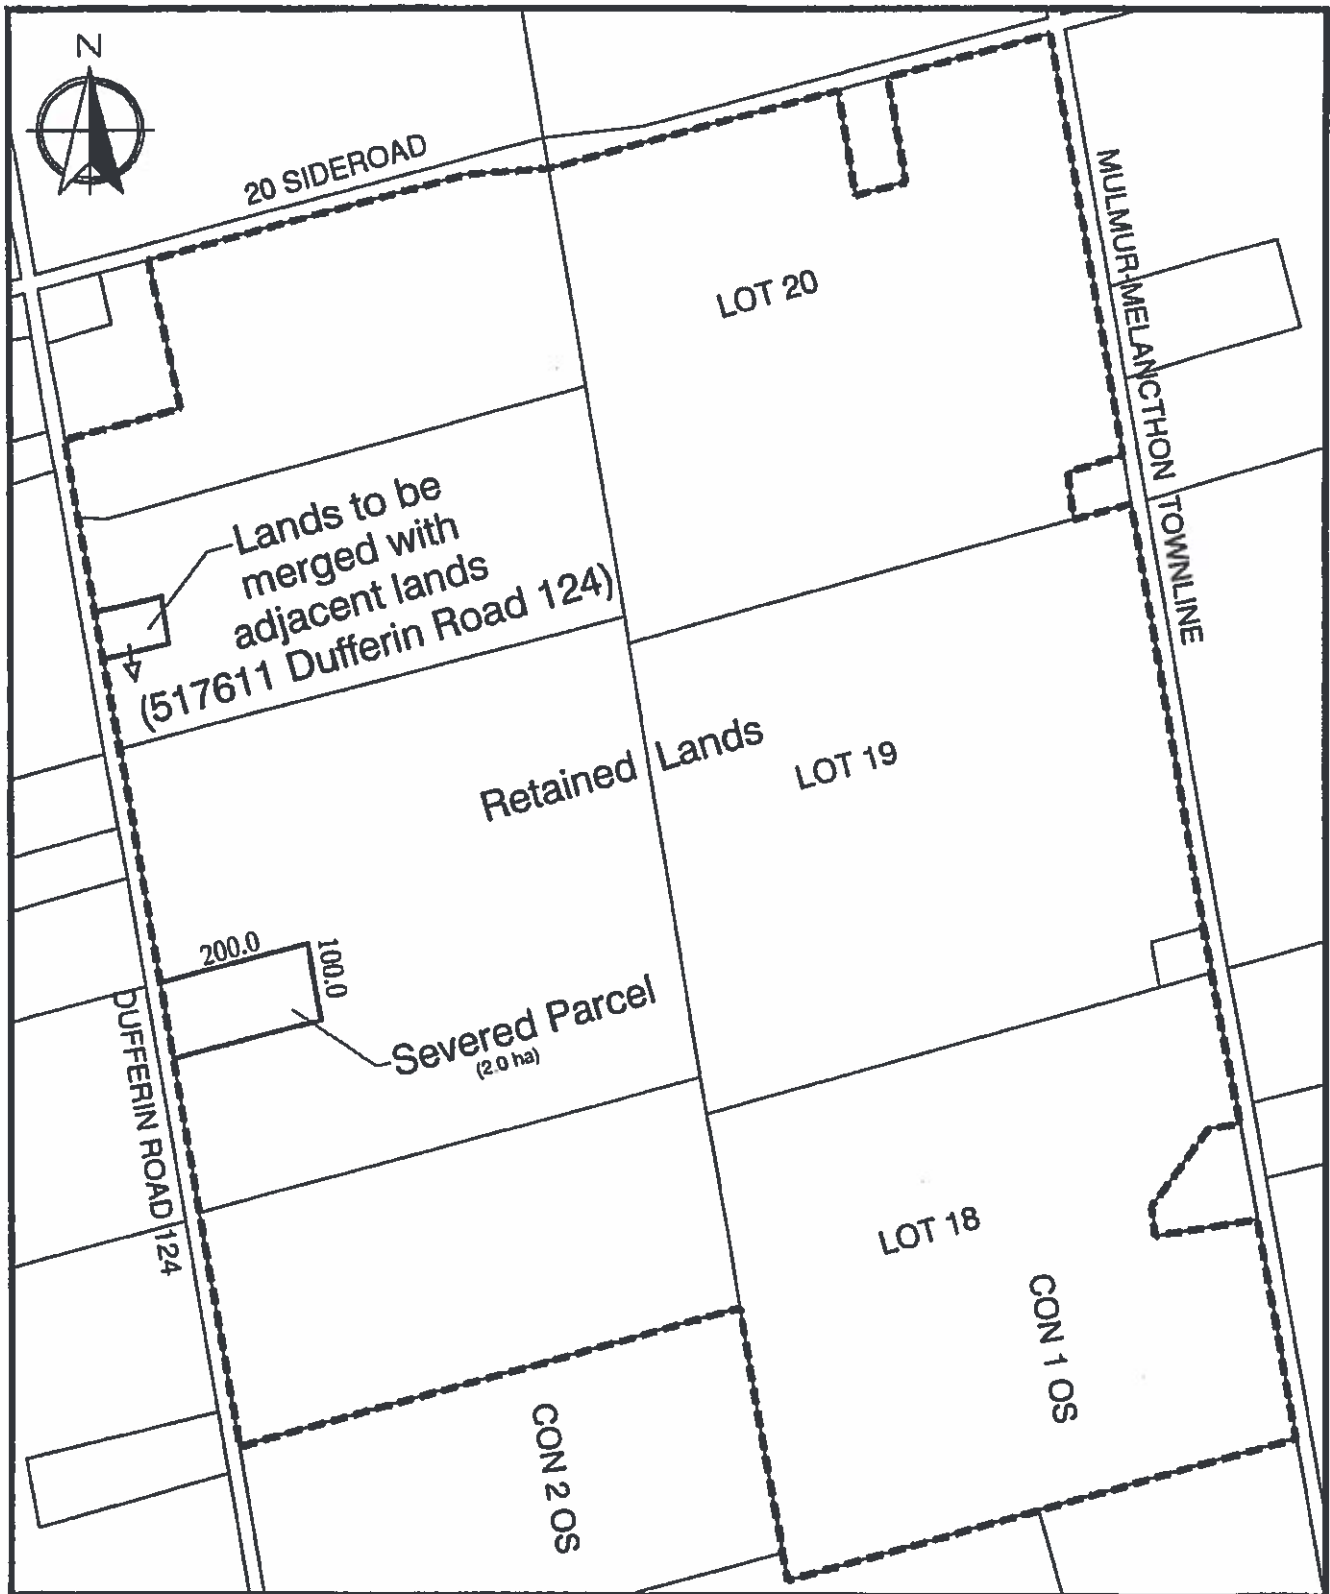 N
20 SIDEROAD
MULMUR-MELANCTHON TOWNLINE
LOT 20
Lands to be
merged with
adjacent lands
(517611 Dufferin Road 124)
Retained Lands
LOT 19
200.0
100.0
Severed Parcel
(2.0 ha)
DUFFERIN ROAD 124
LOT 18
CON 1 OS
CON 2 OS